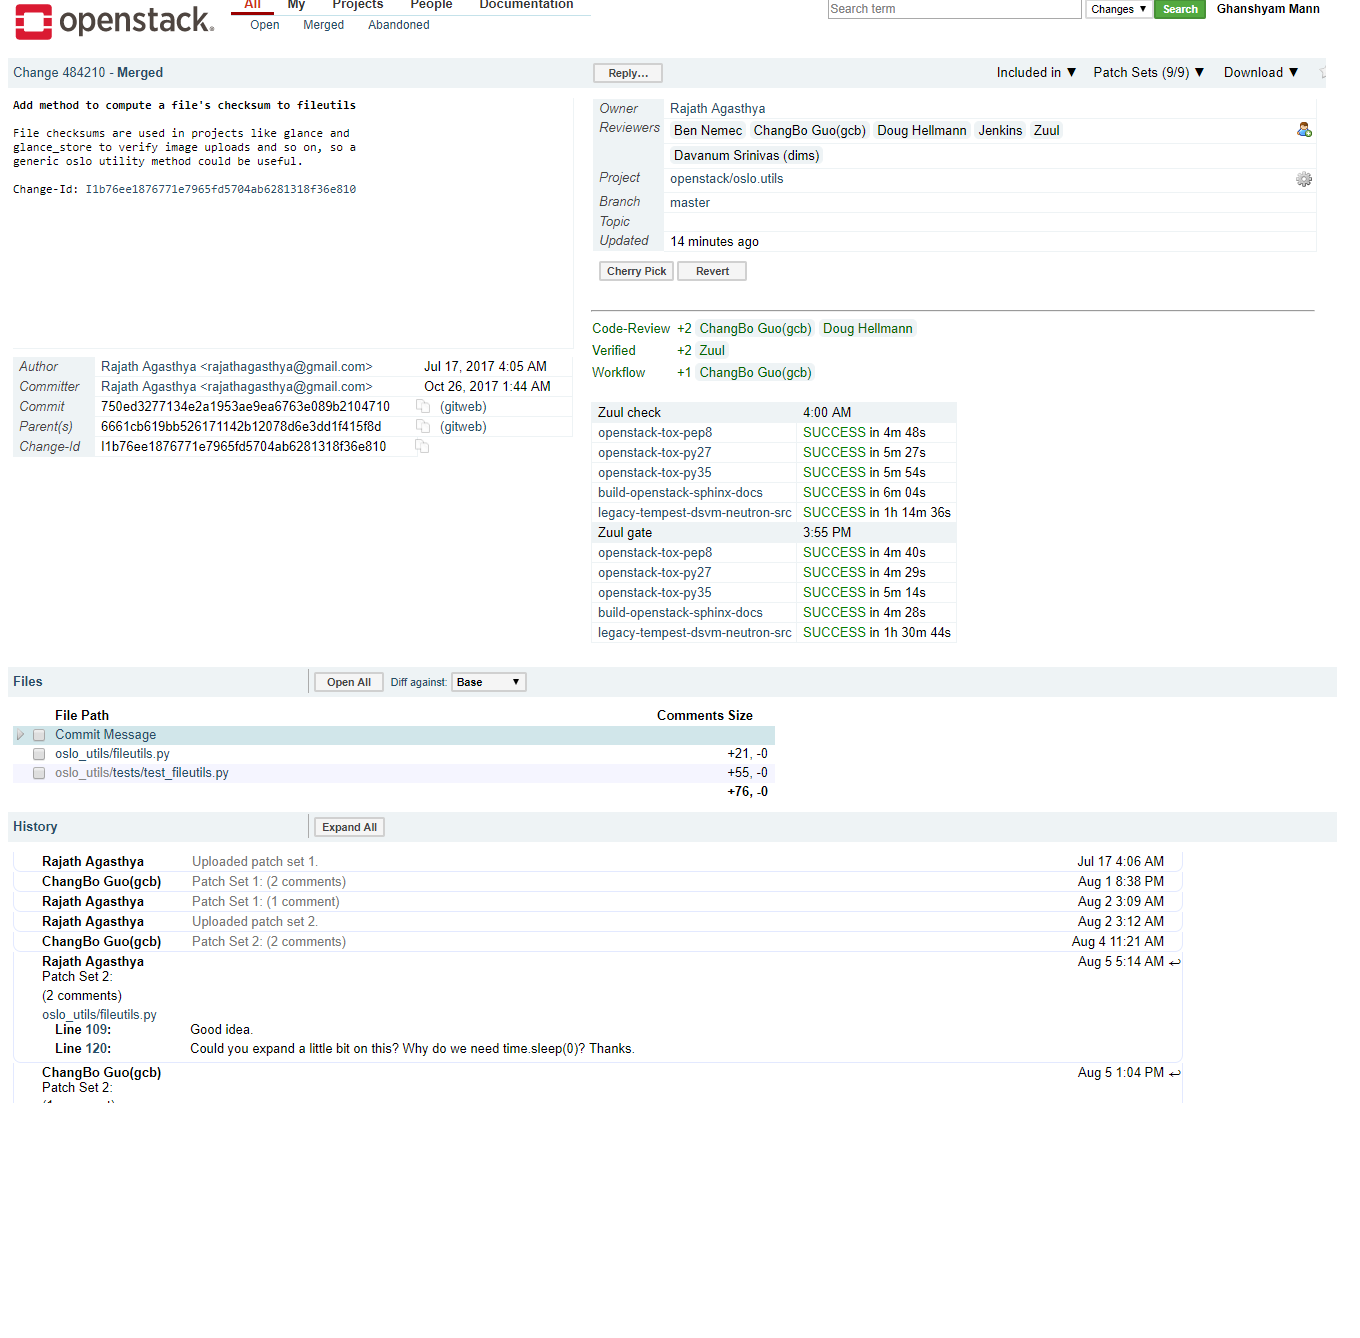 openstack.
All My Projects People Documentation
Open Merged Abandoned
Search term Changes ▼ Search Ghanshyam Mann
Change 484210 - Merged
Reply... Included in ▼ Patch Sets (9/9) ▼ Download ▼
Add method to compute a file's checksum to fileutils
File checksums are used in projects like glance and
glance_store to verify image uploads and so on, so a
generic oslo utility method could be useful.
Change-Id: I1b76ee1876771e7965fd5704ab6281318f36e810
Owner Rajath Agasthya
Reviewers Ben Nemec ChangBo Guo(gcb) Doug Hellmann Jenkins Zuul
Davanum Srinivas (dims)
Project openstack/oslo.utils
Branch master
Topic
Updated 14 minutes ago
Cherry Pick Revert
Code-Review +2 ChangBo Guo(gcb) Doug Hellmann
Verified +2 Zuul
Workflow +1 ChangBo Guo(gcb)
Author Rajath Agasthya <rajathagasthya@gmail.com> Jul 17, 2017 4:05 AM
Committer Rajath Agasthya <rajathagasthya@gmail.com> Oct 26, 2017 1:44 AM
Commit 750ed3277134e2a1953ae9ea6763e089b2104710 (gitweb)
Parent(s) 6661cb619bb526171142b12078d6e3dd1f415f8d (gitweb)
Change-Id I1b76ee1876771e7965fd5704ab6281318f36e810
Zuul check 4:00 AM
openstack-tox-pep8 SUCCESS in 4m 48s
openstack-tox-py27 SUCCESS in 5m 27s
openstack-tox-py35 SUCCESS in 5m 54s
build-openstack-sphinx-docs SUCCESS in 6m 04s
legacy-tempest-dsvm-neutron-src SUCCESS in 1h 14m 36s
Zuul gate 3:55 PM
openstack-tox-pep8 SUCCESS in 4m 40s
openstack-tox-py27 SUCCESS in 4m 29s
openstack-tox-py35 SUCCESS in 5m 14s
build-openstack-sphinx-docs SUCCESS in 4m 28s
legacy-tempest-dsvm-neutron-src SUCCESS in 1h 30m 44s
Files Open All Diff against: Base ▼
File Path Comments Size
Commit Message
oslo_utils/fileutils.py +21, -0
oslo_utils/tests/test_fileutils.py +55, -0
+76, -0
History Expand All
Rajath Agasthya Uploaded patch set 1. Jul 17 4:06 AM
ChangBo Guo(gcb) Patch Set 1: (2 comments) Aug 1 8:38 PM
Rajath Agasthya Patch Set 1: (1 comment) Aug 2 3:09 AM
Rajath Agasthya Uploaded patch set 2. Aug 2 3:12 AM
ChangBo Guo(gcb) Patch Set 2: (2 comments) Aug 4 11:21 AM
Rajath Agasthya Aug 5 5:14 AM
Patch Set 2:
(2 comments)
oslo_utils/fileutils.py
Line 109: Good idea.
Line 120: Could you expand a little bit on this? Why do we need time.sleep(0)? Thanks.
ChangBo Guo(gcb) Aug 5 1:04 PM
Patch Set 2: